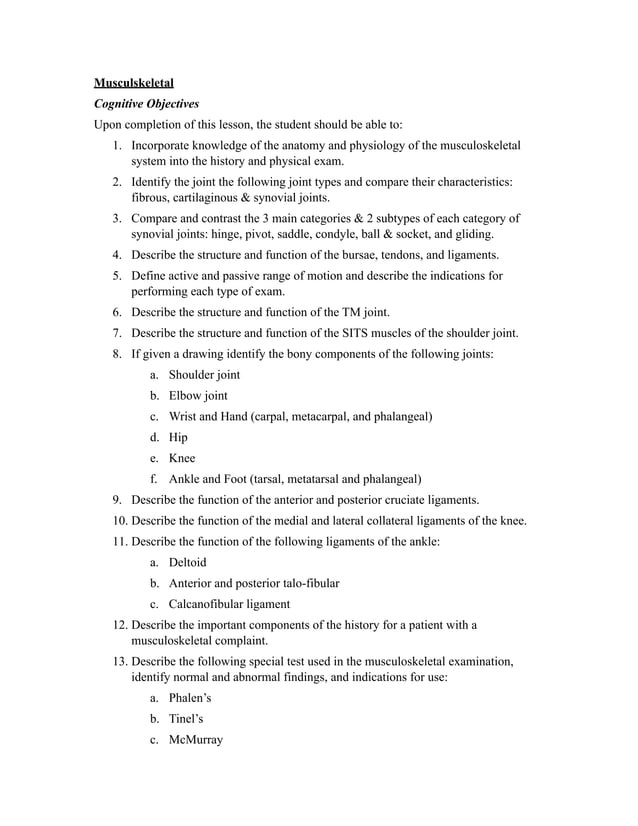 Musculskeletal
Cognitive Objectives
Upon completion of this lesson, the student should be able to:
1. Incorporate knowledge of the anatomy and physiology of the musculoskeletal
system into the history and physical exam.
2. Identify the joint the following joint types and compare their characteristics:
fibrous, cartilaginous & synovial joints.
3. Compare and contrast the 3 main categories & 2 subtypes of each category of
synovial joints: hinge, pivot, saddle, condyle, ball & socket, and gliding.
4. Describe the structure and function of the bursae, tendons, and ligaments.
5. Define active and passive range of motion and describe the indications for
performing each type of exam.
6. Describe the structure and function of the TM joint.
7. Describe the structure and function of the SITS muscles of the shoulder joint.
8. If given a drawing identify the bony components of the following joints:
a. Shoulder joint
b. Elbow joint
c. Wrist and Hand (carpal, metacarpal, and phalangeal)
d. Hip
e. Knee
f. Ankle and Foot (tarsal, metatarsal and phalangeal)
9. Describe the function of the anterior and posterior cruciate ligaments.
10. Describe the function of the medial and lateral collateral ligaments of the knee.
11. Describe the function of the following ligaments of the ankle:
a. Deltoid
b. Anterior and posterior talo-fibular
c. Calcanofibular ligament
12. Describe the important components of the history for a patient with a
musculoskeletal complaint.
13. Describe the following special test used in the musculoskeletal examination,
identify normal and abnormal findings, and indications for use:
a. Phalen’s
b. Tinel’s
c. McMurray